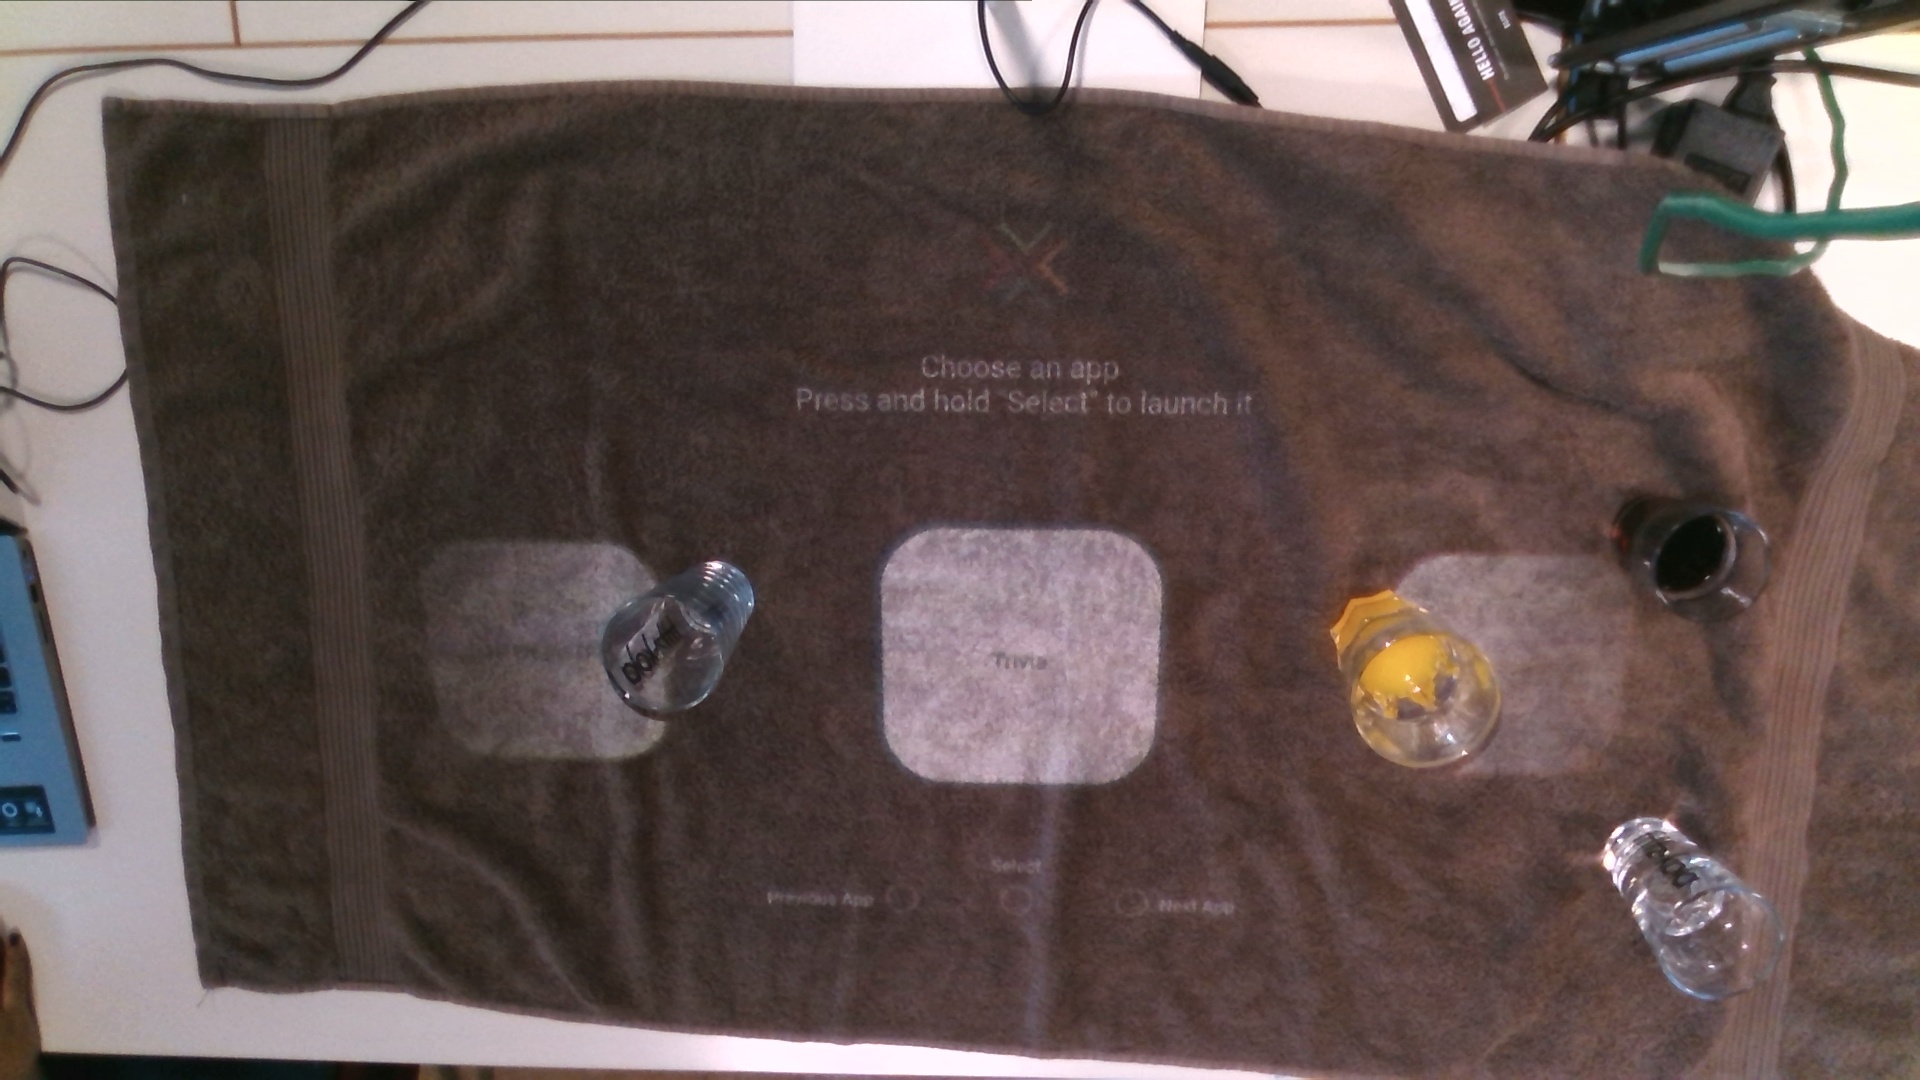 HELLO AGAIN
Choose an app
Press and hold "Select" to launch it
Trivia
Select
Previous App
Next App